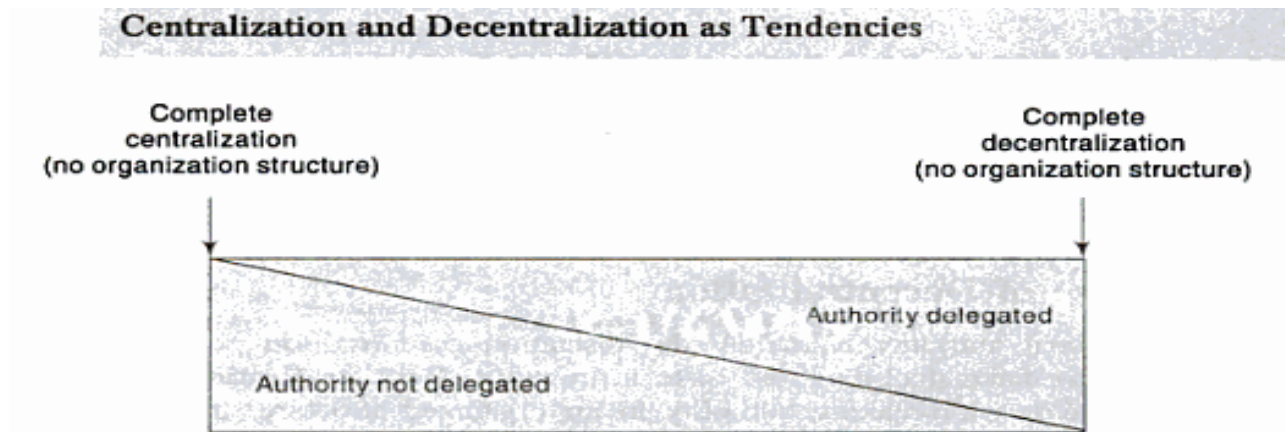 Centralization and Decentralization as Tendencies
Complete
centralization
(no organization structure)
Complete
decentralization
(no organization structure)
Authority delegated
Authority not delegated